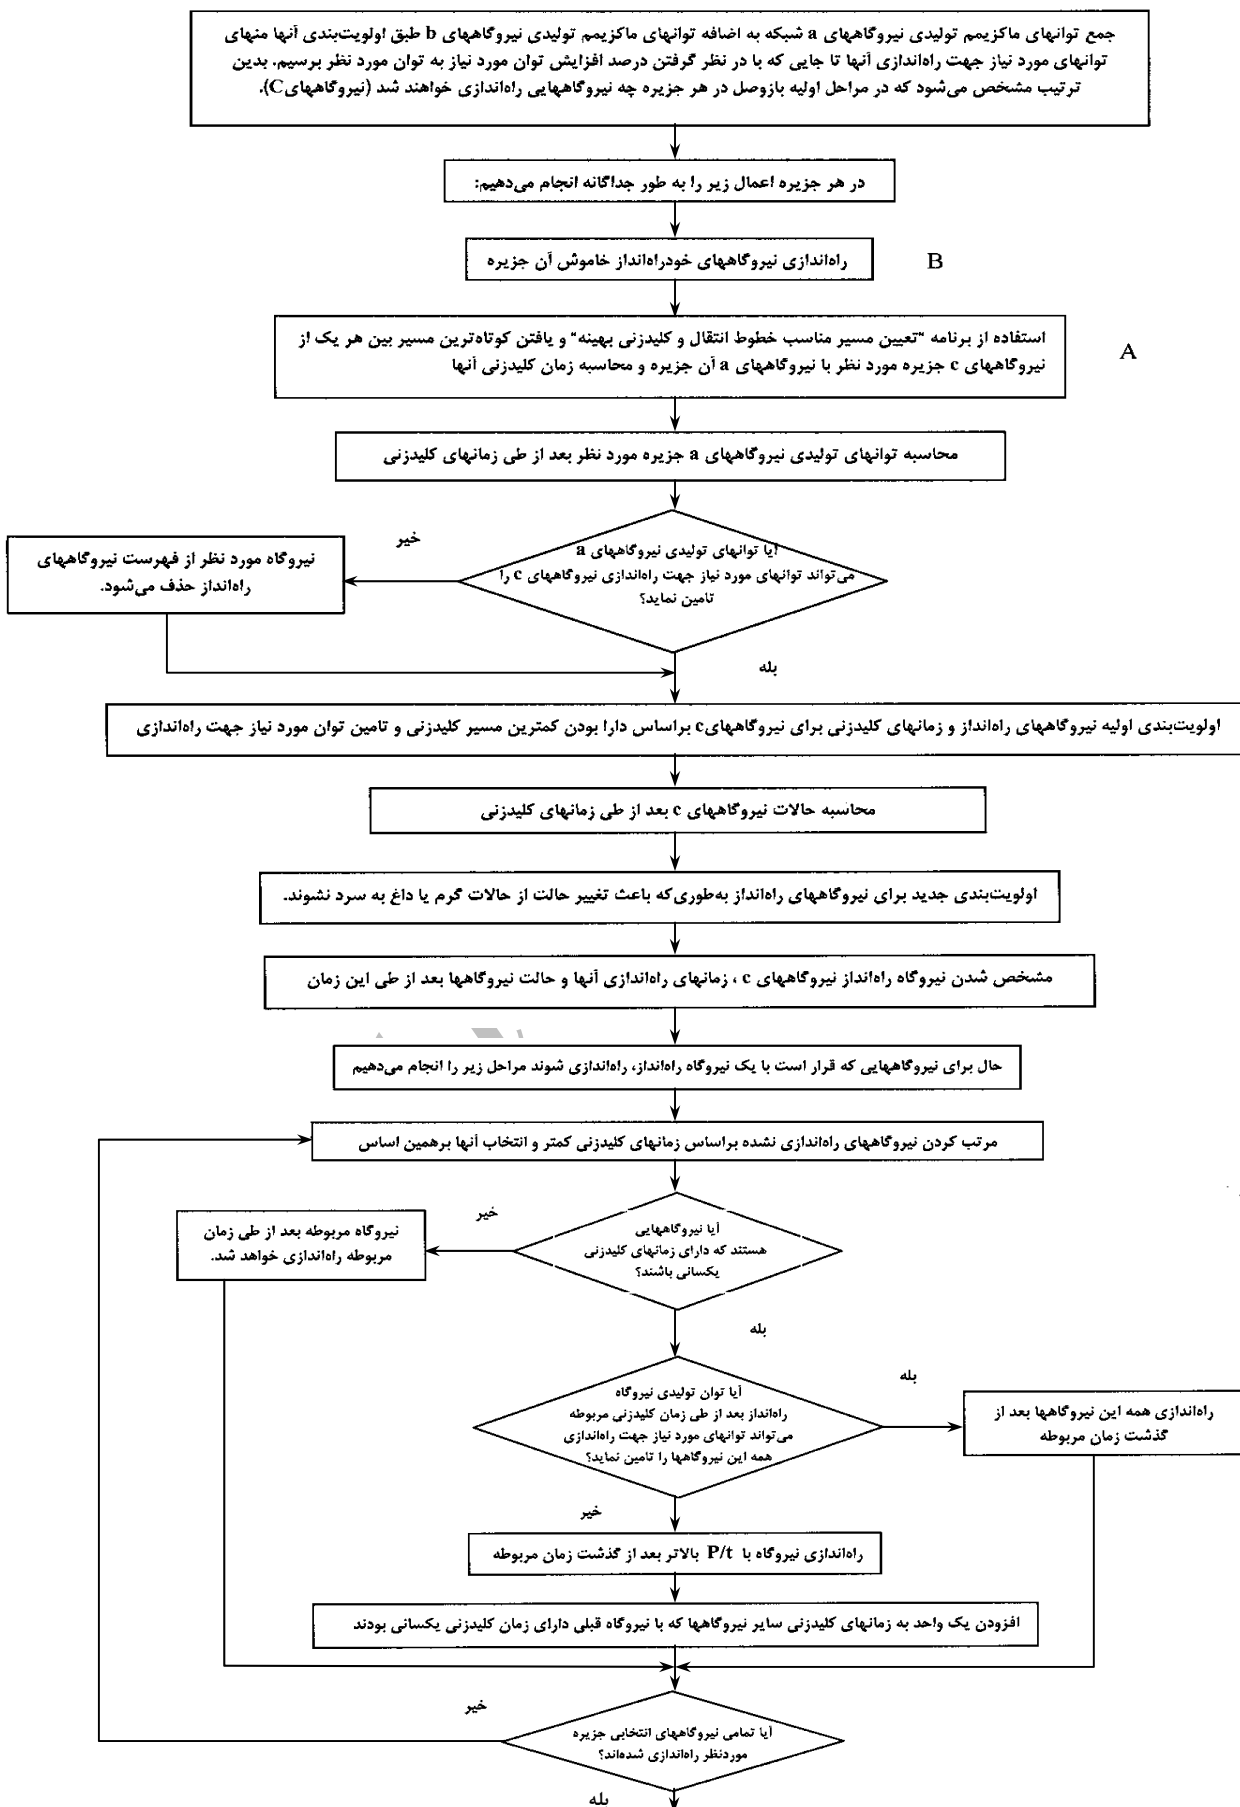 جمع توانهای ماکزیمم تولیدی نیروگاههای a شبکه به اضافه توانهای ماکزیمم تولیدی نیروگاههای b طبق اولویت‌بندی آنها منهای
توانهای مورد نیاز جهت راه‌اندازی آنها تا جایی که با در نظر گرفتن درصد افزایش توان مورد نیاز به توان مورد نظر برسیم. بدین
ترتیب مشخص می‌شود که در مراحل اولیه بازوصل در هر جزیره چه نیروگاههایی راه‌اندازی خواهند شد (نیروگاههایC).
در هر جزیره اعمال زیر را به طور جداگانه انجام می‌دهیم:
راه‌اندازی نیروگاههای خودراه‌انداز خاموش آن جزیره
B
استفاده از برنامه "تعیین مسیر مناسب خطوط انتقال و کلیدزنی بهینه" و یافتن کوتاه‌ترین مسیر بین هر یک از
نیروگاههای c جزیره مورد نظر با نیروگاههای a آن جزیره و محاسبه زمان کلیدزنی آنها
A
محاسبه توانهای تولیدی نیروگاههای a جزیره مورد نظر بعد از طی زمانهای کلیدزنی
آیا توانهای تولیدی نیروگاههای a
می‌تواند توانهای مورد نیاز جهت راه‌اندازی نیروگاههای c را
تامین نماید؟
خیر
نیروگاه مورد نظر از فهرست نیروگاههای
راه‌انداز حذف می‌شود.
بله
اولویت‌بندی اولیه نیروگاههای راه‌انداز و زمانهای کلیدزنی برای نیروگاههایc براساس دارا بودن کمترین مسیر کلیدزنی و تامین توان مورد نیاز جهت راه‌اندازی
محاسبه حالات نیروگاههای c بعد از طی زمانهای کلیدزنی
اولویت‌بندی جدید برای نیروگاههای راه‌انداز به‌طوری‌که باعث تغییر حالت از حالات گرم یا داغ به سرد نشوند.
مشخص شدن نیروگاه راه‌انداز نیروگاههای c ، زمانهای راه‌اندازی آنها و حالت نیروگاهها بعد از طی این زمان
حال برای نیروگاههایی که قرار است با یک نیروگاه راه‌انداز، راه‌اندازی شوند مراحل زیر را انجام می‌دهیم
مرتب کردن نیروگاههای راه‌اندازی نشده براساس زمانهای کلیدزنی کمتر و انتخاب آنها برهمین اساس
آیا نیروگاههایی
هستند که دارای زمانهای کلیدزنی
یکسانی باشند؟
خیر
نیروگاه مربوطه بعد از طی زمان
مربوطه راه‌اندازی خواهد شد.
بله
آیا توان تولیدی نیروگاه
راه‌انداز بعد از طی زمان کلیدزنی مربوطه
می‌تواند توانهای مورد نیاز جهت راه‌اندازی
همه این نیروگاهها را تامین نماید؟
بله
راه‌اندازی همه این نیروگاهها بعد از
گذشت زمان مربوطه
خیر
راه‌اندازی نیروگاه با P/t بالاتر بعد از گذشت زمان مربوطه
افزودن یک واحد به زمانهای کلیدزنی سایر نیروگاهها که با نیروگاه قبلی دارای زمان کلیدزنی یکسانی بودند
خیر
آیا تمامی نیروگاههای انتخابی جزیره
موردنظر راه‌اندازی شده‌اند؟
بله